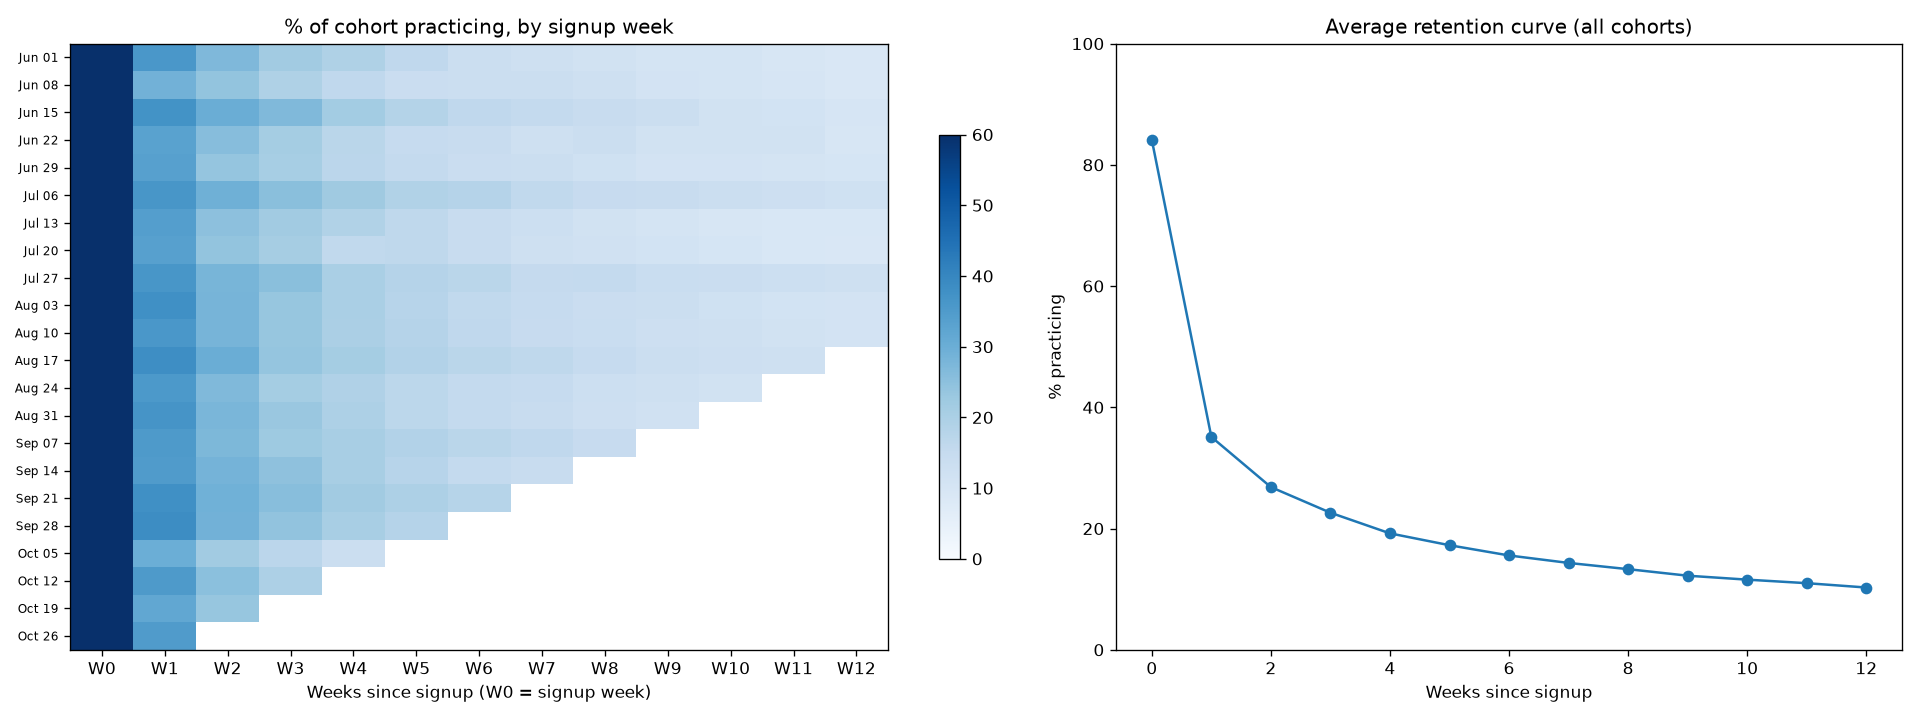 % of cohort practicing, by signup week
Jun 01
Jun 08
Jun 15
Jun 22
Jun 29
Jul 06
Jul 13
Jul 20
Jul 27
Aug 03
Aug 10
Aug 17
Aug 24
Aug 31
Sep 07
Sep 14
Sep 21
Sep 28
Oct 05
Oct 12
Oct 19
Oct 26
W0 W1 W2 W3 W4 W5 W6 W7 W8 W9 W10 W11 W12
Weeks since signup (W0 = signup week)
60
50
40
30
20
10
0
Average retention curve (all cohorts)
% practicing
100
80
60
40
20
0
0 2 4 6 8 10 12
Weeks since signup